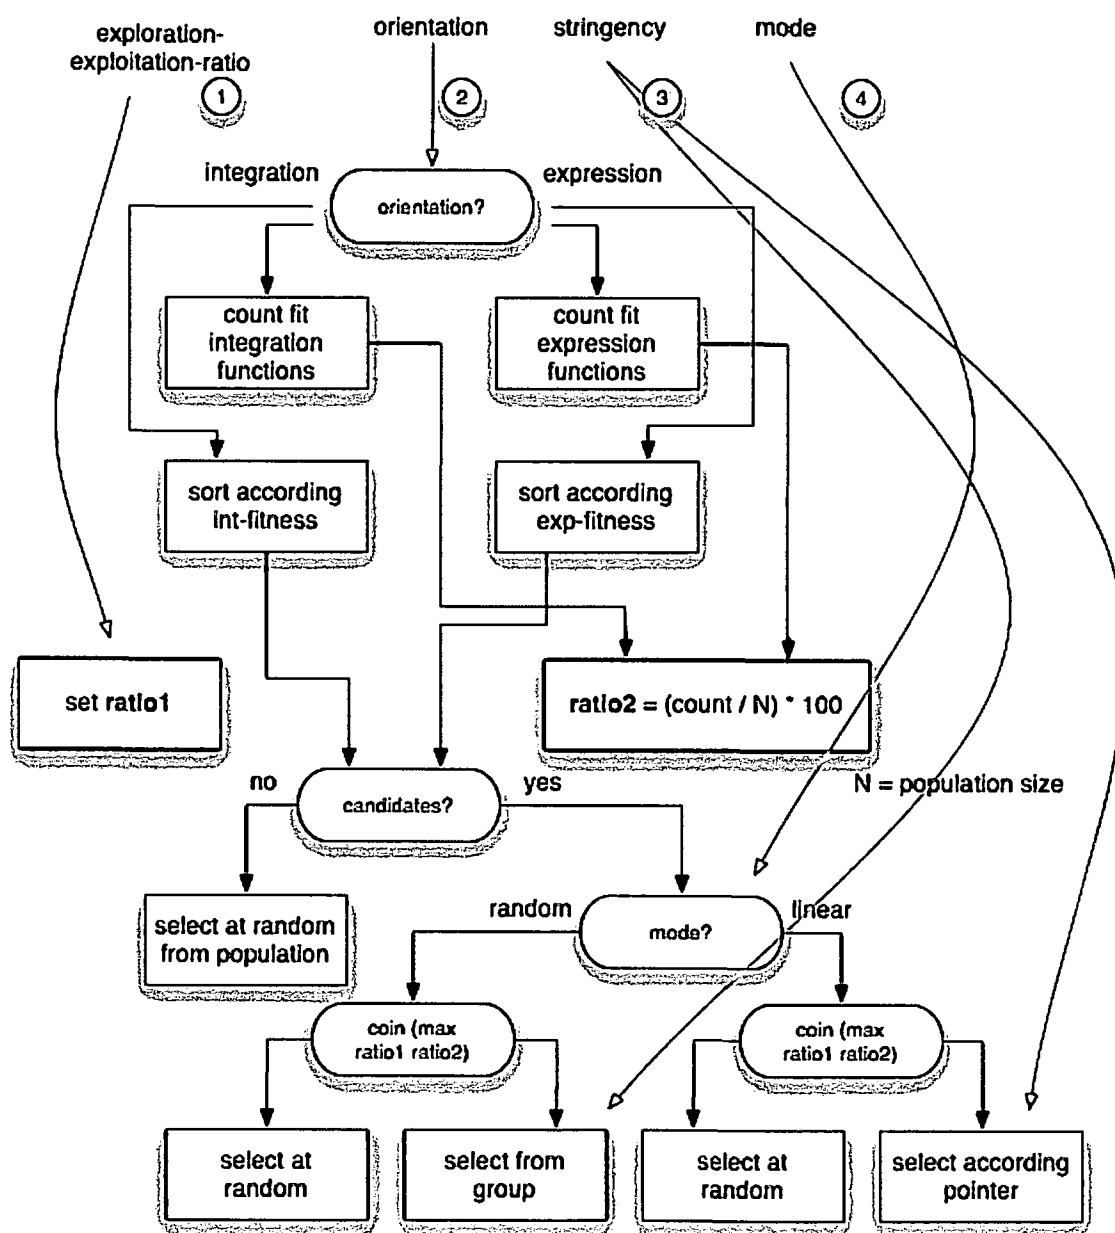 exploration-
exploitation-ratio
orientation
stringency
mode
1
2
3
4
integration
expression
orientation?
count fit
integration
functions
count fit
expression
functions
sort according
int-fitness
sort according
exp-fitness
set ratio1
ratio2 = (count / N) * 100
N = population size
no
candidates?
yes
select at random
from population
random
mode?
linear
coin (max
ratio1 ratio2)
coin (max
ratio1 ratio2)
select at
random
select from
group
select at
random
select according
pointer